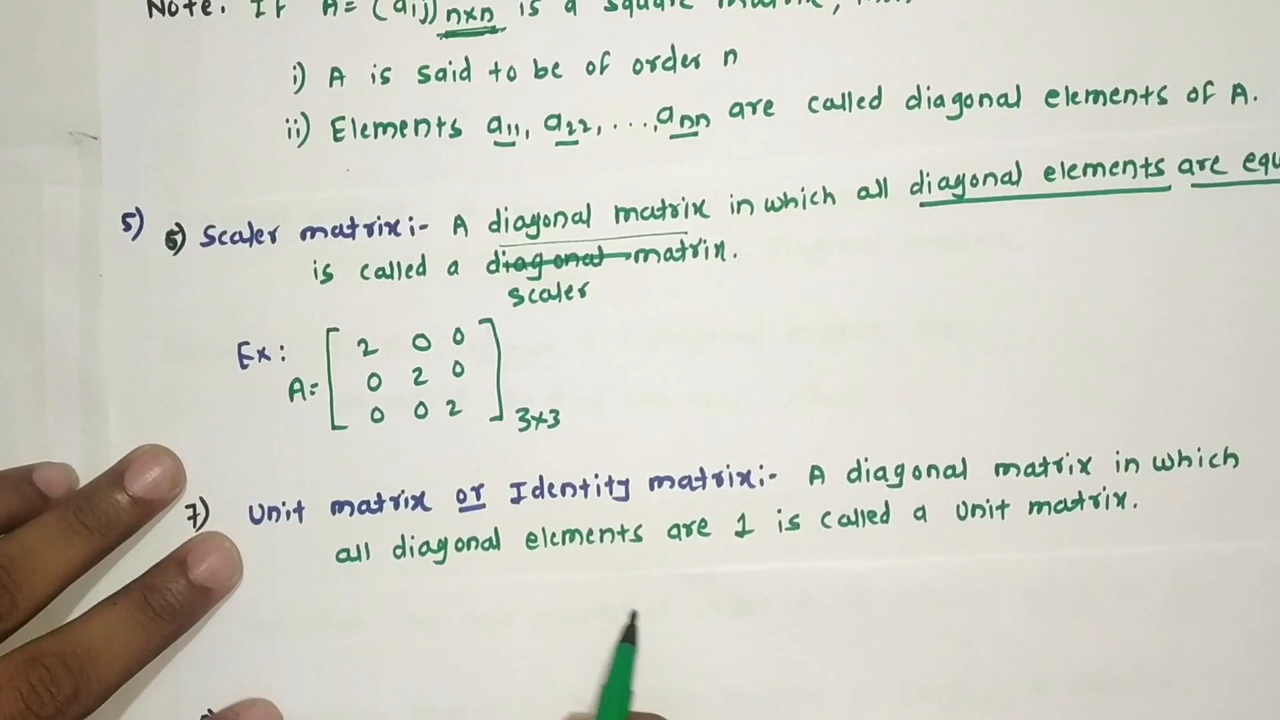 Note: If A= (aij) n×n is a square matrix,
i) A is said to be of order n
ii) Elements a11, a22, ..., ann are called diagonal elements of A.
5) 6) Scaler matrix:- A diagonal matrix in which all diagonal elements are equ
is called a diagonal matrix.
scaler
Ex:
A= [ 2 0 0
0 2 0
0 0 2 ] 3×3
7) Unit matrix or Identity matrix:- A diagonal matrix in which
all diagonal elements are 1 is called a unit matrix.